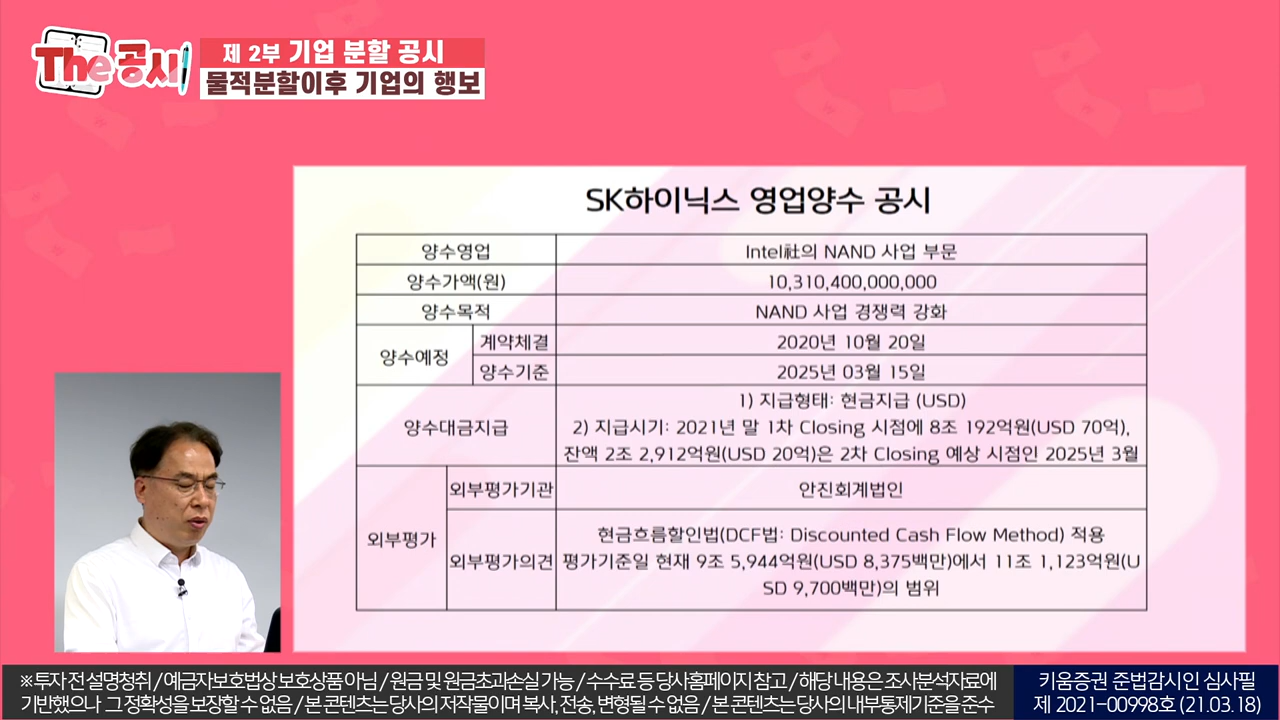 The 공시
제 2부 기업 분할 공시
물적분할이후 기업의 행보
SK하이닉스 영업양수 공시
양수영업 Intel社의 NAND 사업 부문
양수가액(원) 10,310,400,000,000
양수목적 NAND 사업 경쟁력 강화
양수예정 계약체결 2020년 10월 20일
양수기준 2025년 03월 15일
양수대금지급 1) 지급형태: 현금지급 (USD)
2) 지급시기: 2021년 말 1차 Closing 시점에 8조 192억원(USD 70억),
잔액 2조 2,912억원(USD 20억)은 2차 Closing 예상 시점인 2025년 3월
외부평가 외부평가기관 안진회계법인
외부평가의견 현금흐름할인법(DCF법: Discounted Cash Flow Method) 적용
평가기준일 현재 9조 5,944억원(USD 8,375백만)에서 11조 1,123억원(U
SD 9,700백만)의 범위
※ 투자 전 설명청취 / 예금자보호법상 보호상품 아님 / 원금 및 원금초과손실 가능 / 수수료 등 당사홈페이지 참고 / 해당 내용은 조사분석자료에
기반했으나 그 정확성을 보장할 수 없음 / 본 콘텐츠는 당사의 저작물이며 복사, 전송, 변형될 수 없음 / 본 콘텐츠는 당사의 내부통제기준을 준수
키움증권 준법감시인 심사필
제 2021-00998호 (21.03.18)